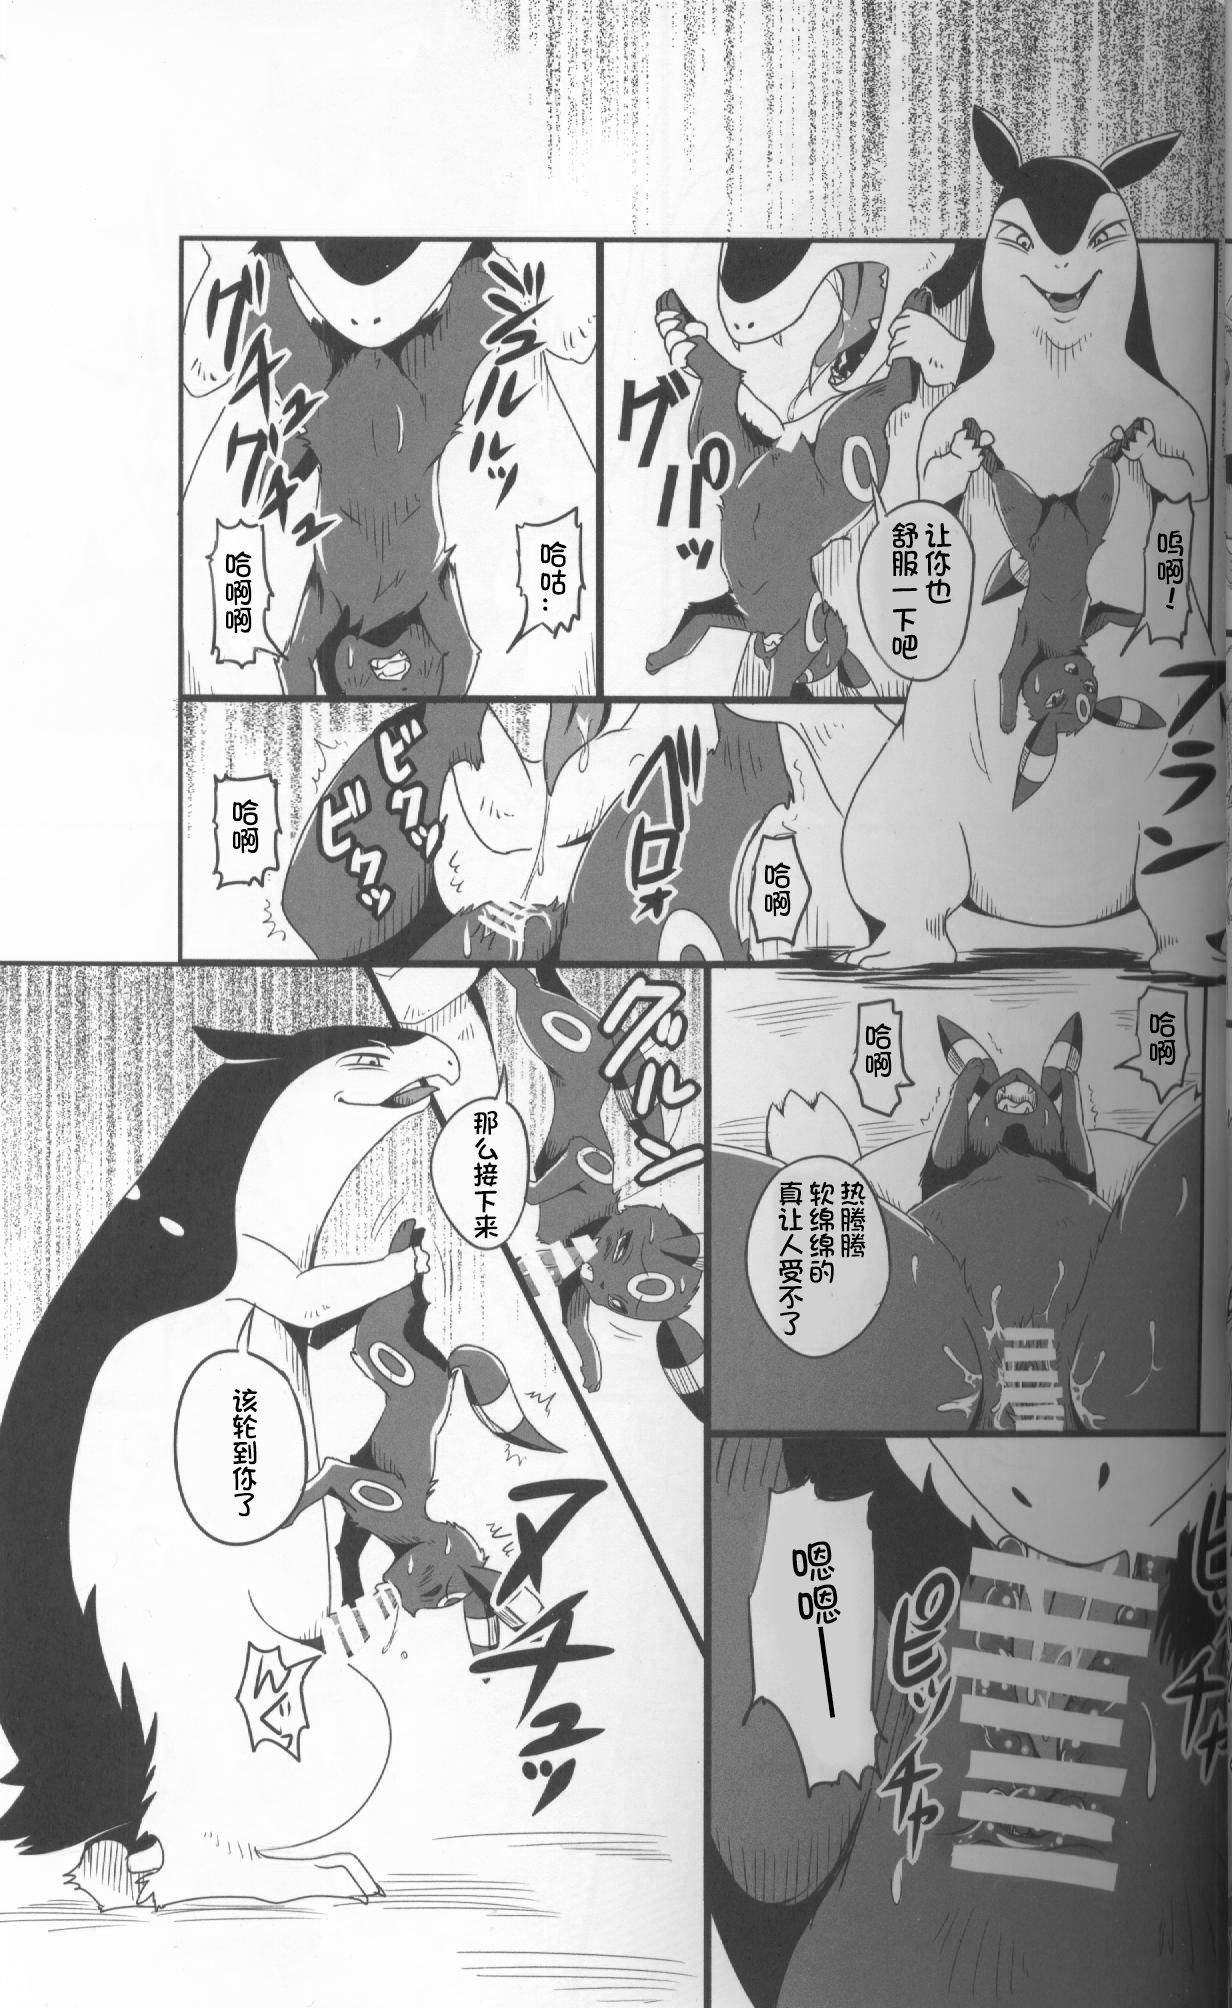 呜啊！
フラーン
让你也
舒服一下吧
グパッ
ジュルルルッ
哈咕…
グチュグチュ
哈啊啊
ベロォ
哈啊
ビクッビクッ
哈啊
哈啊
哈啊
热腾腾
软绵绵的
真让人受不了
嗯嗯——
ピピッチャ
グルン
那么接下来
该轮到你了
ヌチュッ